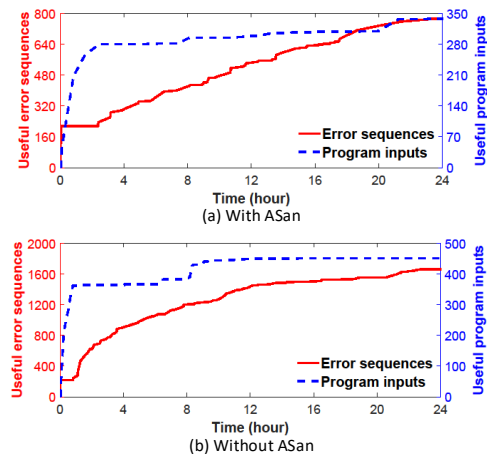 800
640
480
320
160
0
Useful error sequences
350
280
210
140
70
0
Useful program inputs
Error sequences
Program inputs
0 4 8 12 16 20 24
Time (hour)
(a) With ASan
2000
1600
1200
800
400
0
Useful error sequences
500
400
300
200
100
0
Useful program inputs
Error sequences
Program inputs
0 4 8 12 16 20 24
Time (hour)
(b) Without ASan